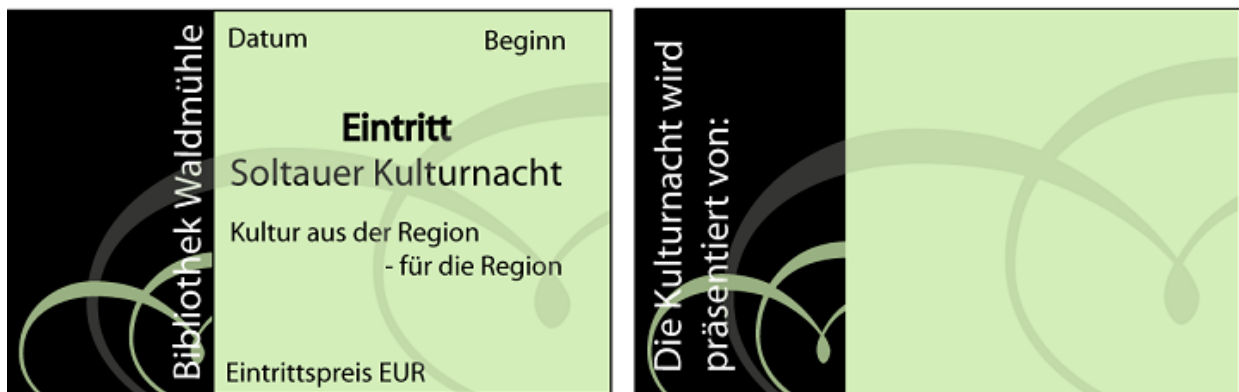 Bibliothek Waldmühle
Datum
Beginn
Eintritt
Soltauer Kulturnacht
Kultur aus der Region
- für die Region
Eintrittspreis EUR
Die Kulturnacht wird
präsentiert von: